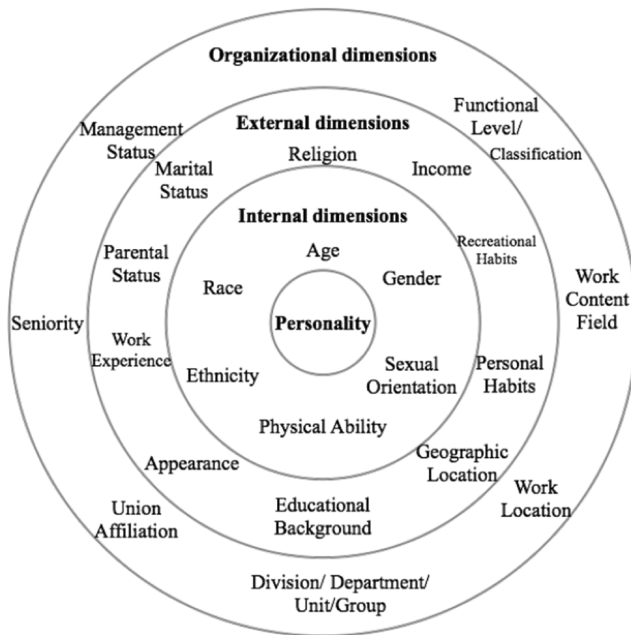 Organizational dimensions
Functional
Level/
Classification
Management
Status
External dimensions
Religion
Marital
Status
Income
Internal dimensions
Age
Parental
Status
Recreational
Habits
Race
Gender
Work
Content
Field
Seniority
Personality
Work
Experience
Ethnicity
Sexual
Orientation
Personal
Habits
Physical Ability
Appearance
Geographic
Location
Work
Location
Union
Affiliation
Educational
Background
Division/ Department/
Unit/Group